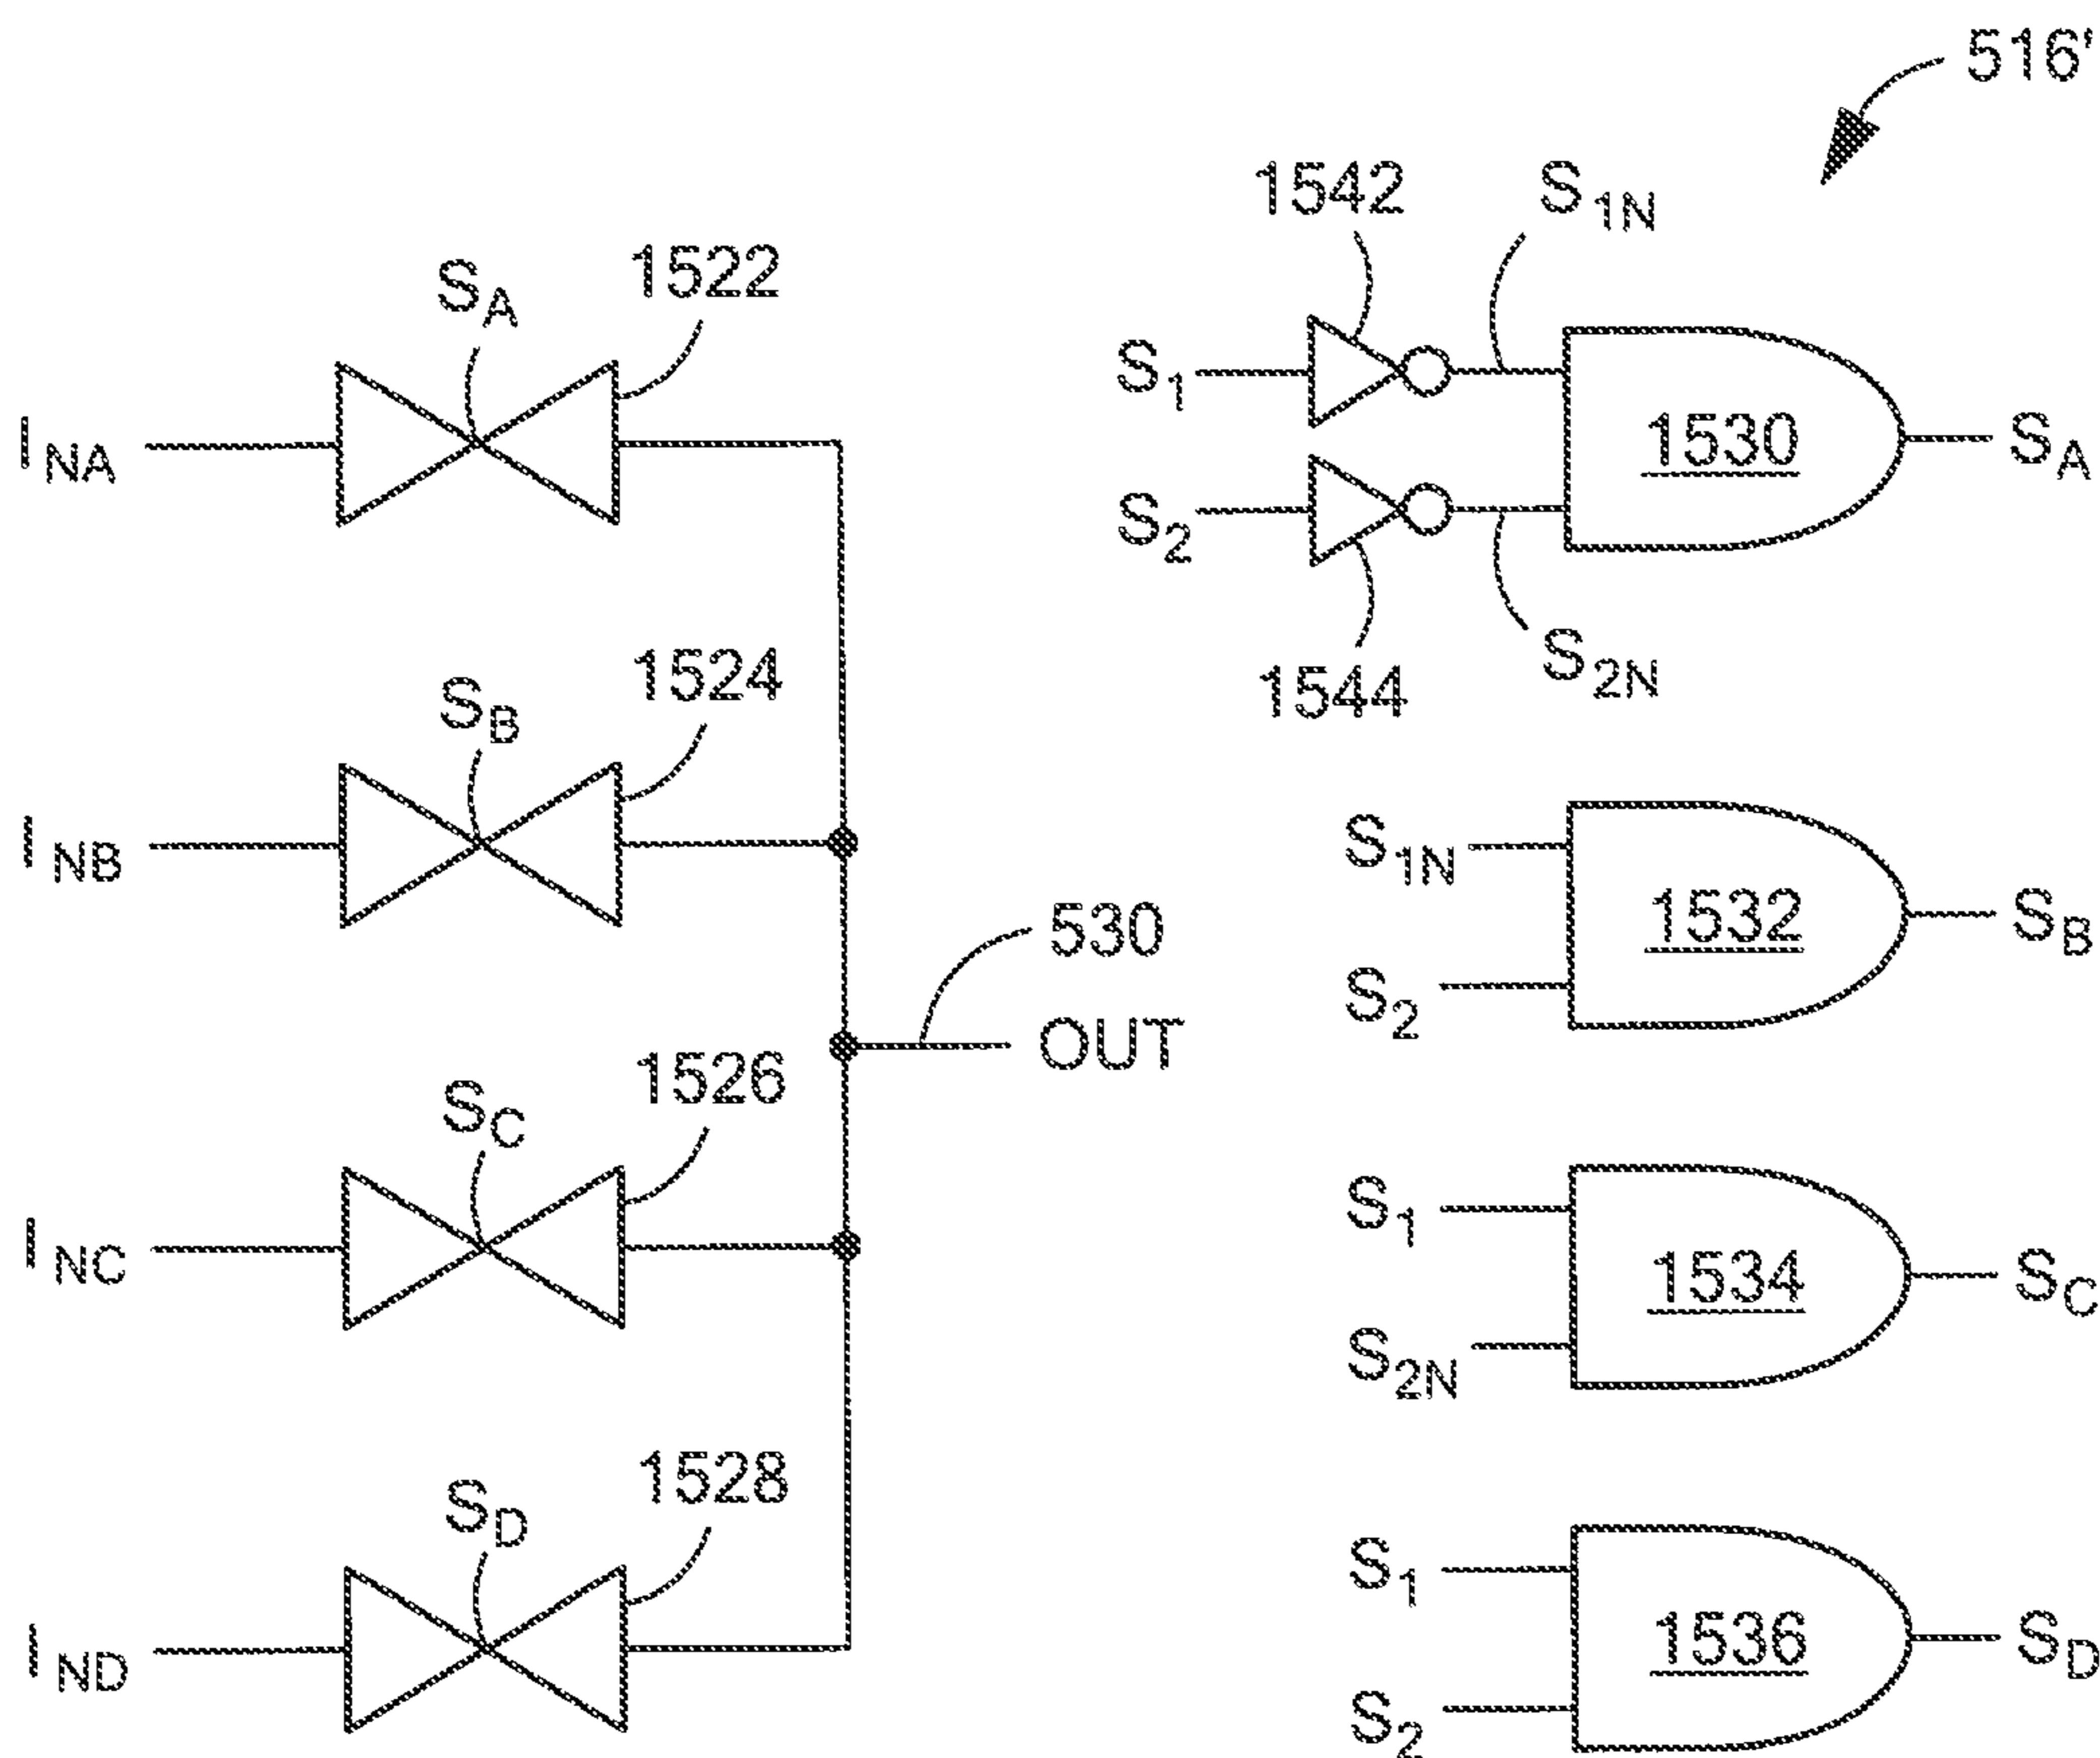 516'
1542
S1N
SA
1522
S1
INA
1530
SA
S2
1544
S2N
SB
1524
INB
S1N
1532
SB
S2
530
OUT
SC
1526
INC
S1
1534
SC
S2N
SD
1528
IND
S1
1536
SD
S2